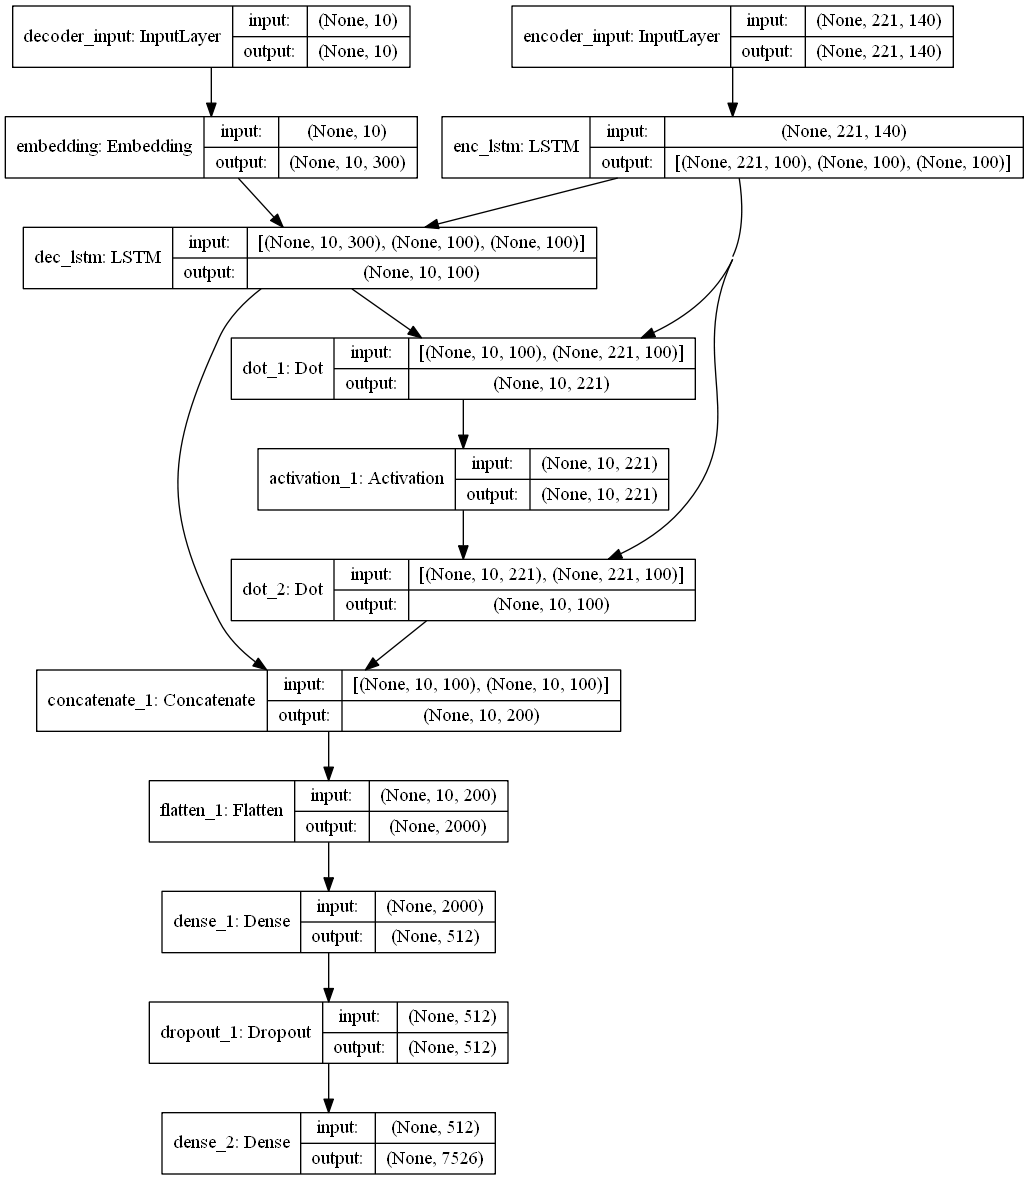 decoder_input: InputLayer input: (None, 10)
output: (None, 10)
encoder_input: InputLayer input: (None, 221, 140)
output: (None, 221, 140)
embedding: Embedding input: (None, 10)
output: (None, 10, 300)
enc_lstm: LSTM input: (None, 221, 140)
output: [(None, 221, 100), (None, 100), (None, 100)]
dec_lstm: LSTM input: [(None, 10, 300), (None, 100), (None, 100)]
output: (None, 10, 100)
dot_1: Dot input: [(None, 10, 100), (None, 221, 100)]
output: (None, 10, 221)
activation_1: Activation input: (None, 10, 221)
output: (None, 10, 221)
dot_2: Dot input: [(None, 10, 221), (None, 221, 100)]
output: (None, 10, 100)
concatenate_1: Concatenate input: [(None, 10, 100), (None, 10, 100)]
output: (None, 10, 200)
flatten_1: Flatten input: (None, 10, 200)
output: (None, 2000)
dense_1: Dense input: (None, 2000)
output: (None, 512)
dropout_1: Dropout input: (None, 512)
output: (None, 512)
dense_2: Dense input: (None, 512)
output: (None, 7526)